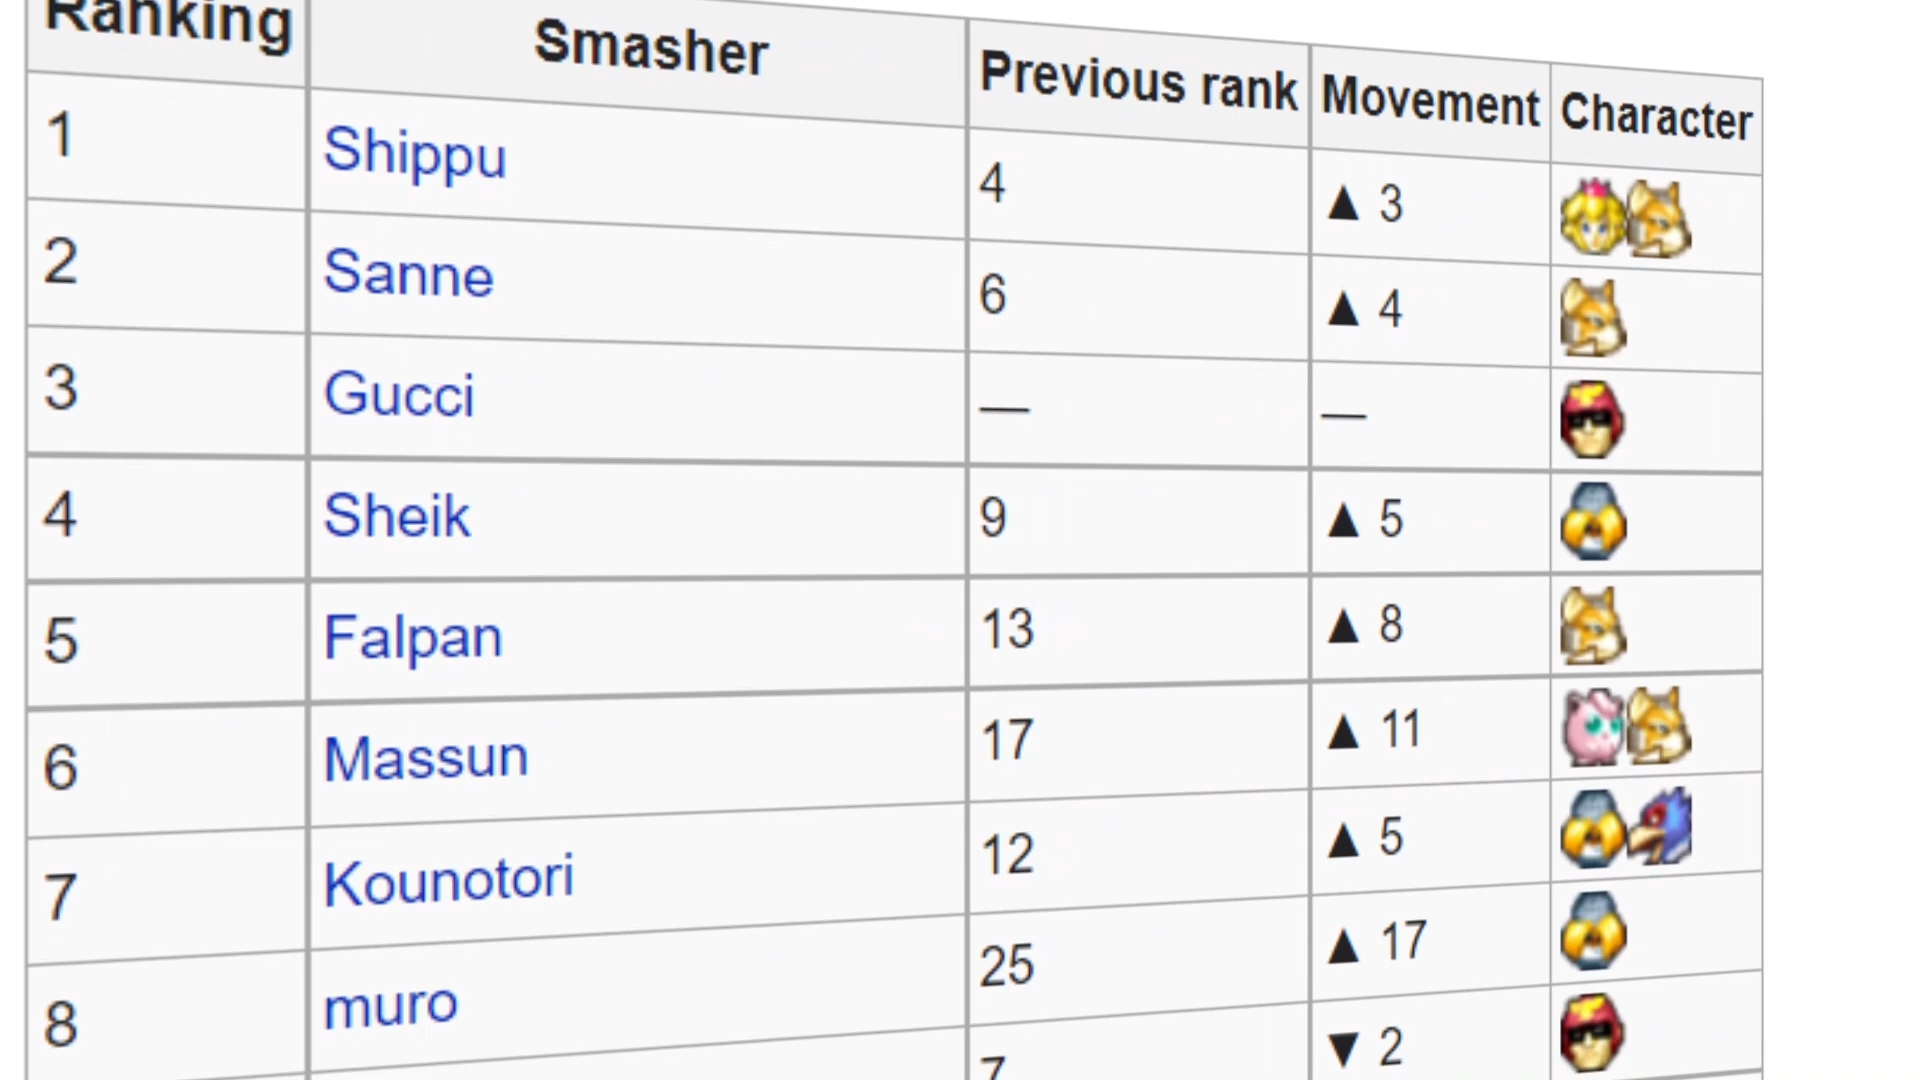 Ranking Smasher Previous rank Movement Character
1 Shippu 4 ▲ 3
2 Sanne 6 ▲ 4
3 Gucci — —
4 Sheik 9 ▲ 5
5 Falpan 13 ▲ 8
6 Massun 17 ▲ 11
7 Kounotori 12 ▲ 5
8 muro 25 ▲ 17
7 ▼ 2